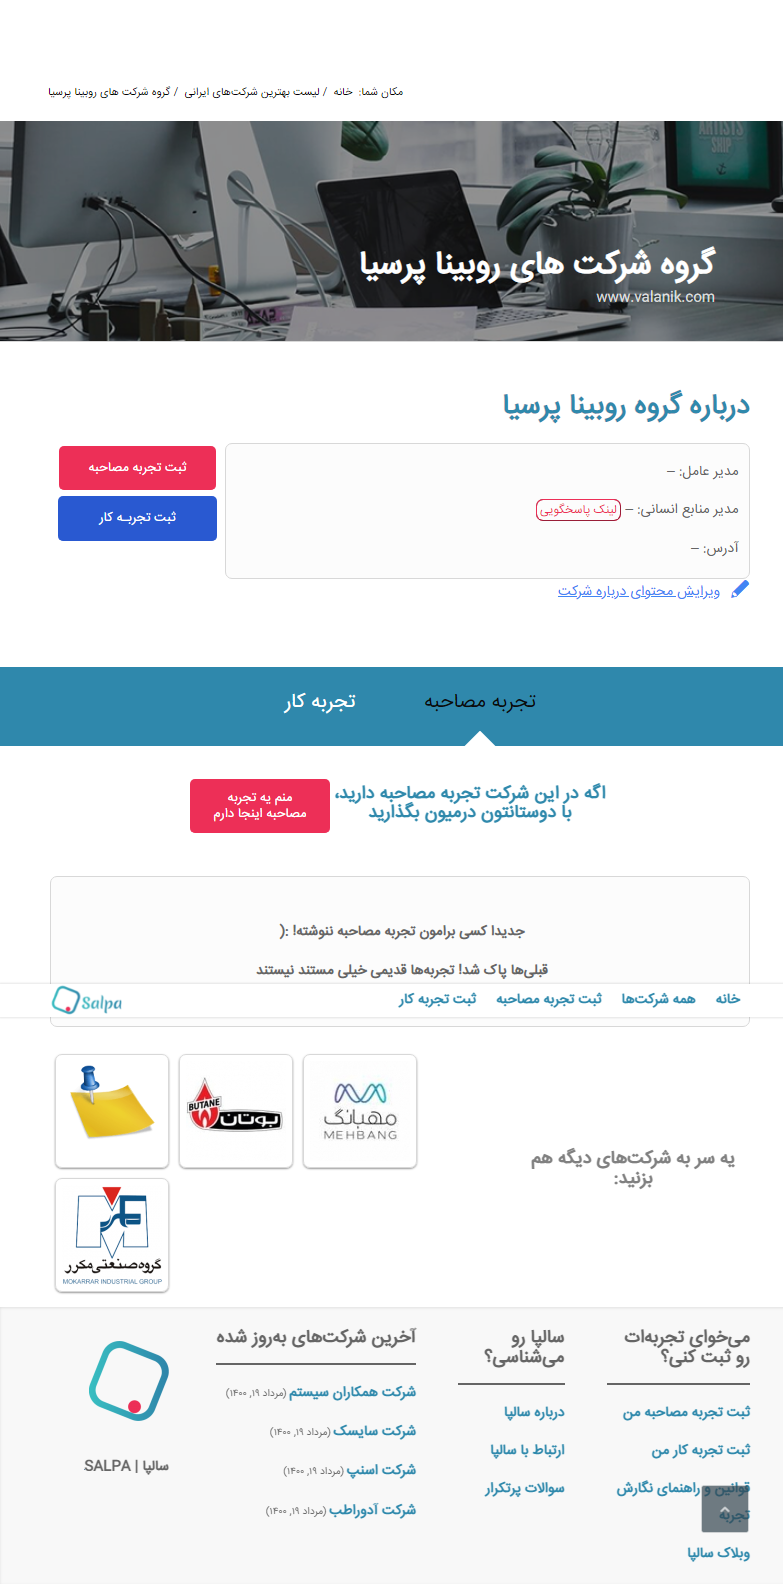 مکان شما: خانه / لیست بهترین شرکت‌های ایرانی / گروه شرکت های روبینا پرسیا
ARTISTS
SHIP
گروه شرکت های روبینا پرسیا
www.valanik.com
درباره گروه روبینا پرسیا
مدیر عامل: –
مدیر منابع انسانی: – لینک پاسخگویی
آدرس: –
ویرایش محتوای درباره شرکت
ثبت تجربه مصاحبه
ثبت تجربـه کار
تجربه مصاحبه
تجربه کار
اگه در این شرکت تجربه مصاحبه دارید،
با دوستانتون درمیون بگذارید
منم یه تجربه
مصاحبه اینجا دارم
جدیدا کسی برامون تجربه مصاحبه ننوشته! :(
قبلی‌ها پاک شد! تجربه‌ها قدیمی خیلی مستند نیستند
خانه
همه شرکت‌ها
ثبت تجربه مصاحبه
ثبت تجربه کار
Salpa
یه سر به شرکت‌های دیگه هم
بزنید:
مهبانگ
MEHBANG
BUTANE
بوتان
گروه صنعتی مکرر
MOKARRAR INDUSTRIAL GROUP
می‌خوای تجربه‌ات
رو ثبت کنی؟
ثبت تجربه مصاحبه من
ثبت تجربه کار من
قوانین و راهنمای نگارش
تجربه
وبلاک سالپا
سالپا رو
می‌شناسی؟
درباره سالپا
ارتباط با سالپا
سوالات پرتکرار
آخرین شرکت‌های به‌روز شده
شرکت همکاران سیستم (مرداد ۱۹, ۱۴۰۰)
شرکت سایسک (مرداد ۱۹, ۱۴۰۰)
شرکت اسنپ (مرداد ۱۹, ۱۴۰۰)
شرکت آدوراطب (مرداد ۱۹, ۱۴۰۰)
سالپا | SALPA